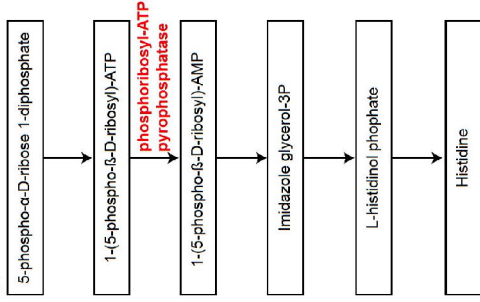 5-phospho-α-D-ribose 1-diphosphate
1-(5-phospho-ß-D-ribosyl)-ATP
phosphoribosyl-ATP
pyrophosphatase
1-(5-phospho-ß-D-ribosyl)-AMP
Imidazole glycerol-3P
L-histidinol phophate
Histidine